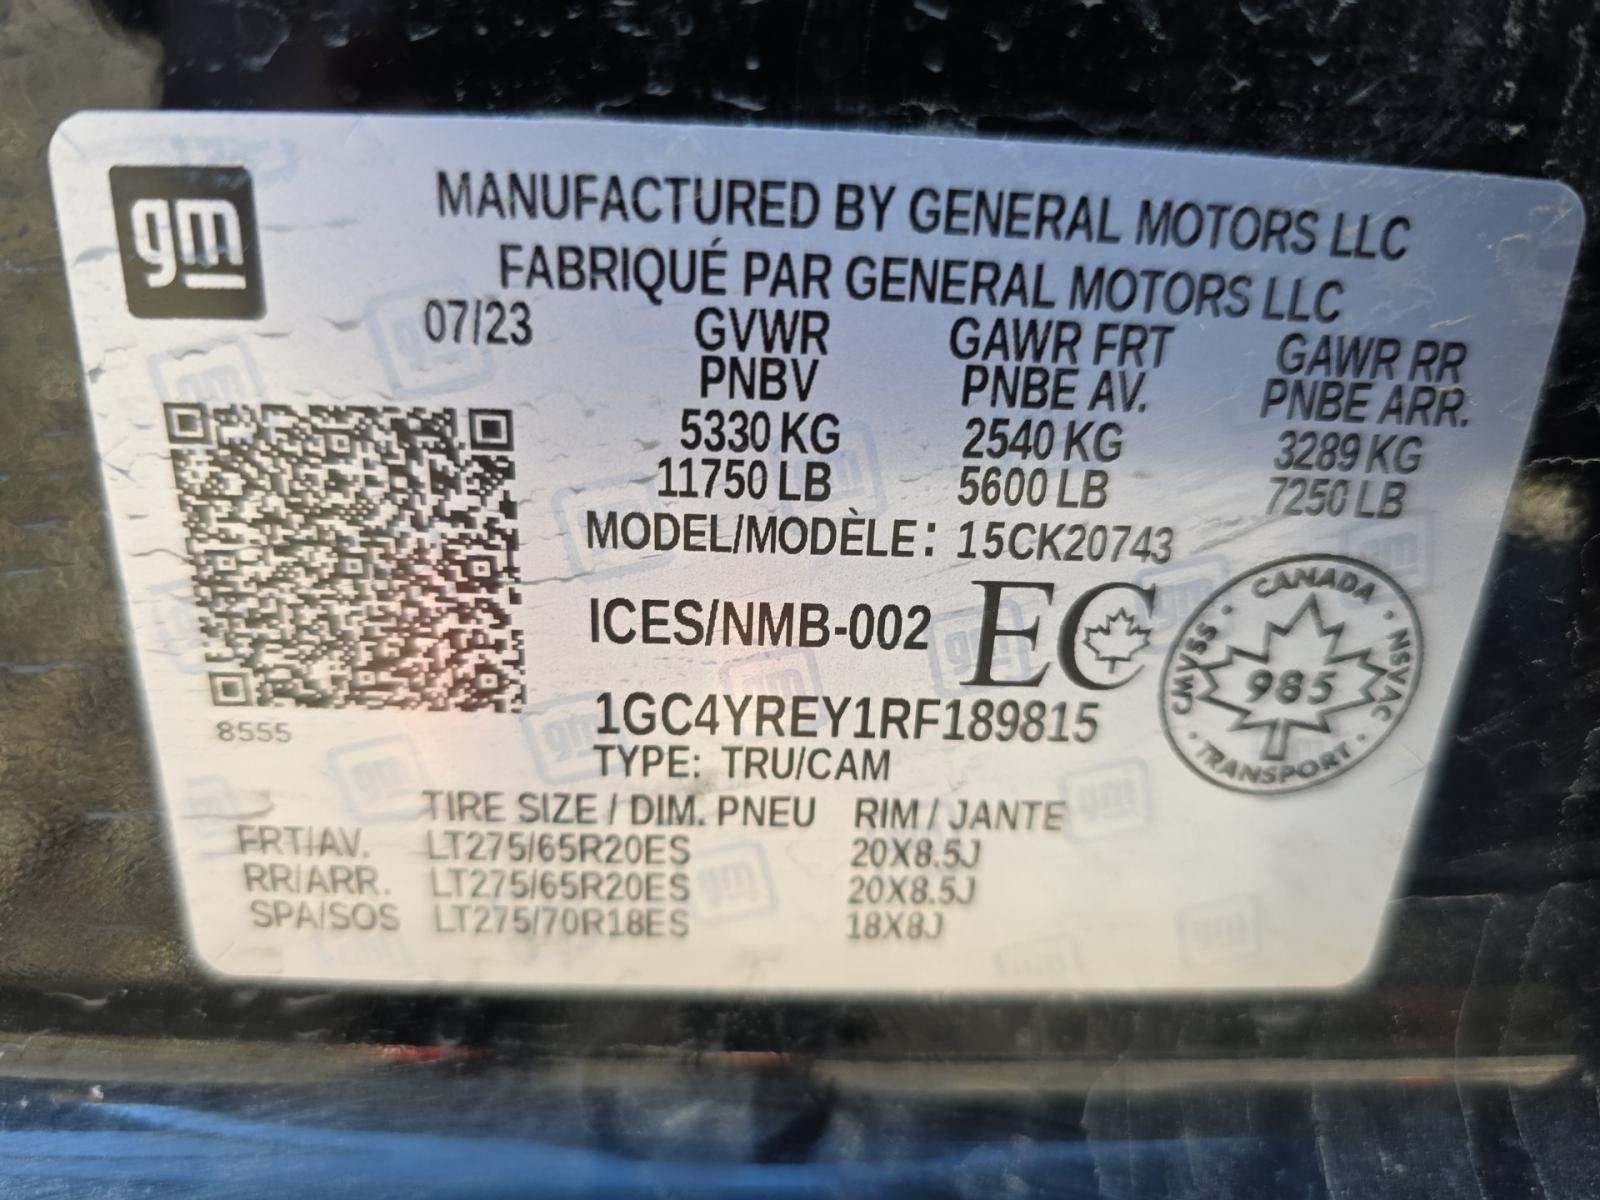 gm
MANUFACTURED BY GENERAL MOTORS LLC
FABRIQUÉ PAR GENERAL MOTORS LLC
07/23 GVWR GAWR FRT GAWR RR
PNBV PNBE AV. PNBE ARR.
5330 KG 2540 KG 3289 KG
11750 LB 5600 LB 7250 LB
MODEL/MODÈLE: 15CK20743
ICES/NMB-002 EC
CANADA · NSVAC · TRANSPORT · CMVSS ·
985
1GC4YREY1RF189815
8555
TYPE: TRU/CAM
TIRE SIZE / DIM. PNEU RIM / JANTE
FRT/AV. LT275/65R20ES 20X8.5J
RR/ARR. LT275/65R20ES 20X8.5J
SPA/SOS LT275/70R18ES 18X8J